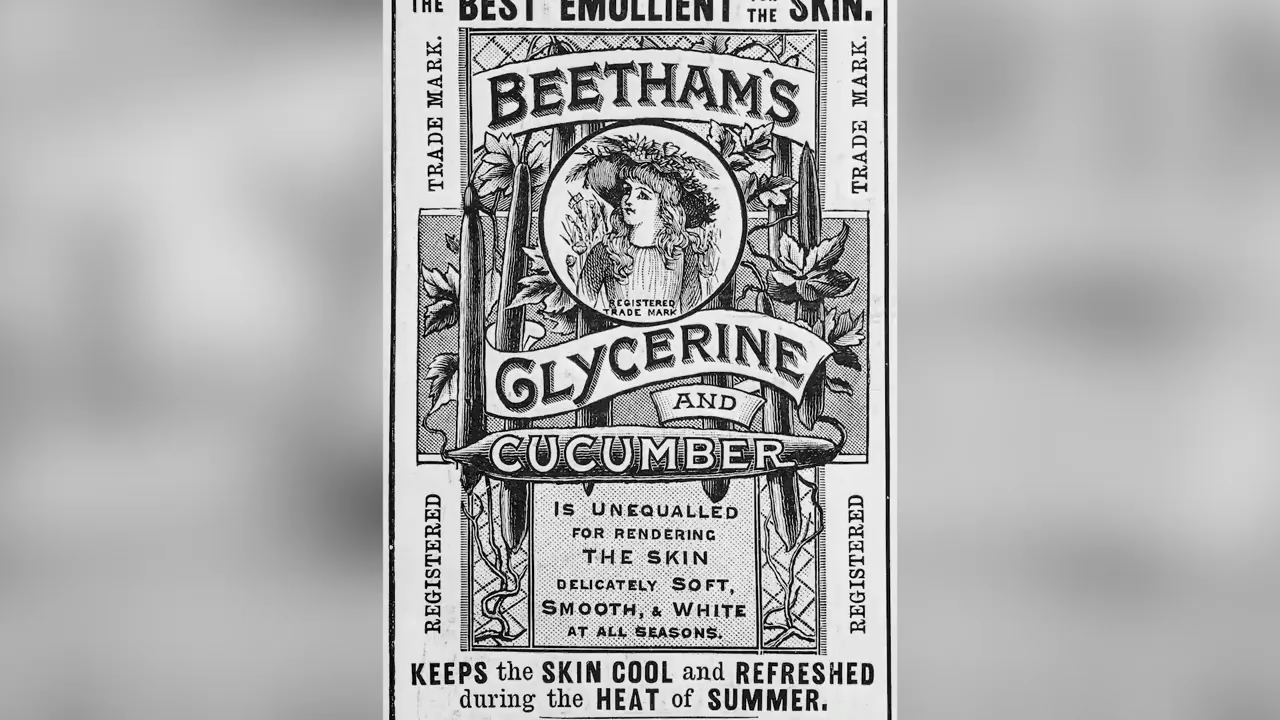 THE BEST EMOLLIENT FOR THE SKIN.
TRADE MARK.
TRADE MARK.
BEETHAM'S
REGISTERED
TRADE MARK
GLYCERINE
AND
CUCUMBER
IS UNEQUALLED
FOR RENDERING
THE SKIN
DELICATELY SOFT,
SMOOTH, & WHITE
AT ALL SEASONS.
REGISTERED
REGISTERED
KEEPS the SKIN COOL and REFRESHED
during the HEAT of SUMMER.